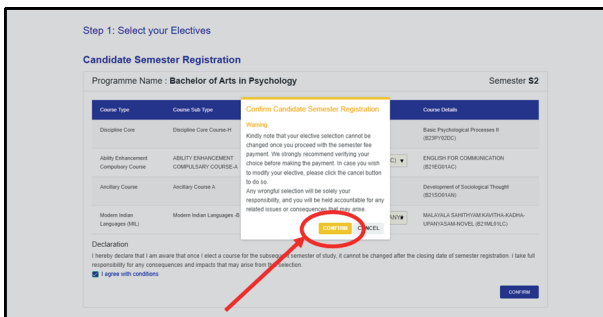 Step 1: Select your Electives
Candidate Semester Registration
Programme Name : Bachelor of Arts in Psychology Semester S2
Course Type Course Sub Type Course Details
Discipline Core Discipline Core Course-H Basic Psychological Processes II
(B23PY02DC)
Ability Enhancement
Compulsory Course
ABILITY ENHANCEMENT
COMPULSARY COURSE-A
C) ENGLISH FOR COMMUNICATION
(B21EG01AC)
Ancillary Course Ancillary Course A Development of Sociological Thought
(B21SO01AN)
Modern Indian
Languages (MIL)
Modern Indian Languages -B
ANY MALAYALA SAHITHYAM:KAVITHA-KADHA-
UPANYASAM-NOVEL (B21ML01LC)
Confirm Candidate Semester Registration
Warning
Kindly note that your elective selection cannot be
changed once you proceed with the semester fee
payment. We strongly recommend verifying your
choice before making the payment. In case you wish
to modify your elective, please click the cancel button
to do so.
Any wrongful selection will be solely your
responsibility, and you will be held accountable for any
related issues or consequences that may arise.
CONFIRM CANCEL
Declaration
I hereby declare that I am aware that once I elect a course for the subsequent semester of study, it cannot be changed after the closing date of semester registration. I take full
responsibility for any consequences and impacts that may arise from the selection.
I agree with conditions
CONFIRM